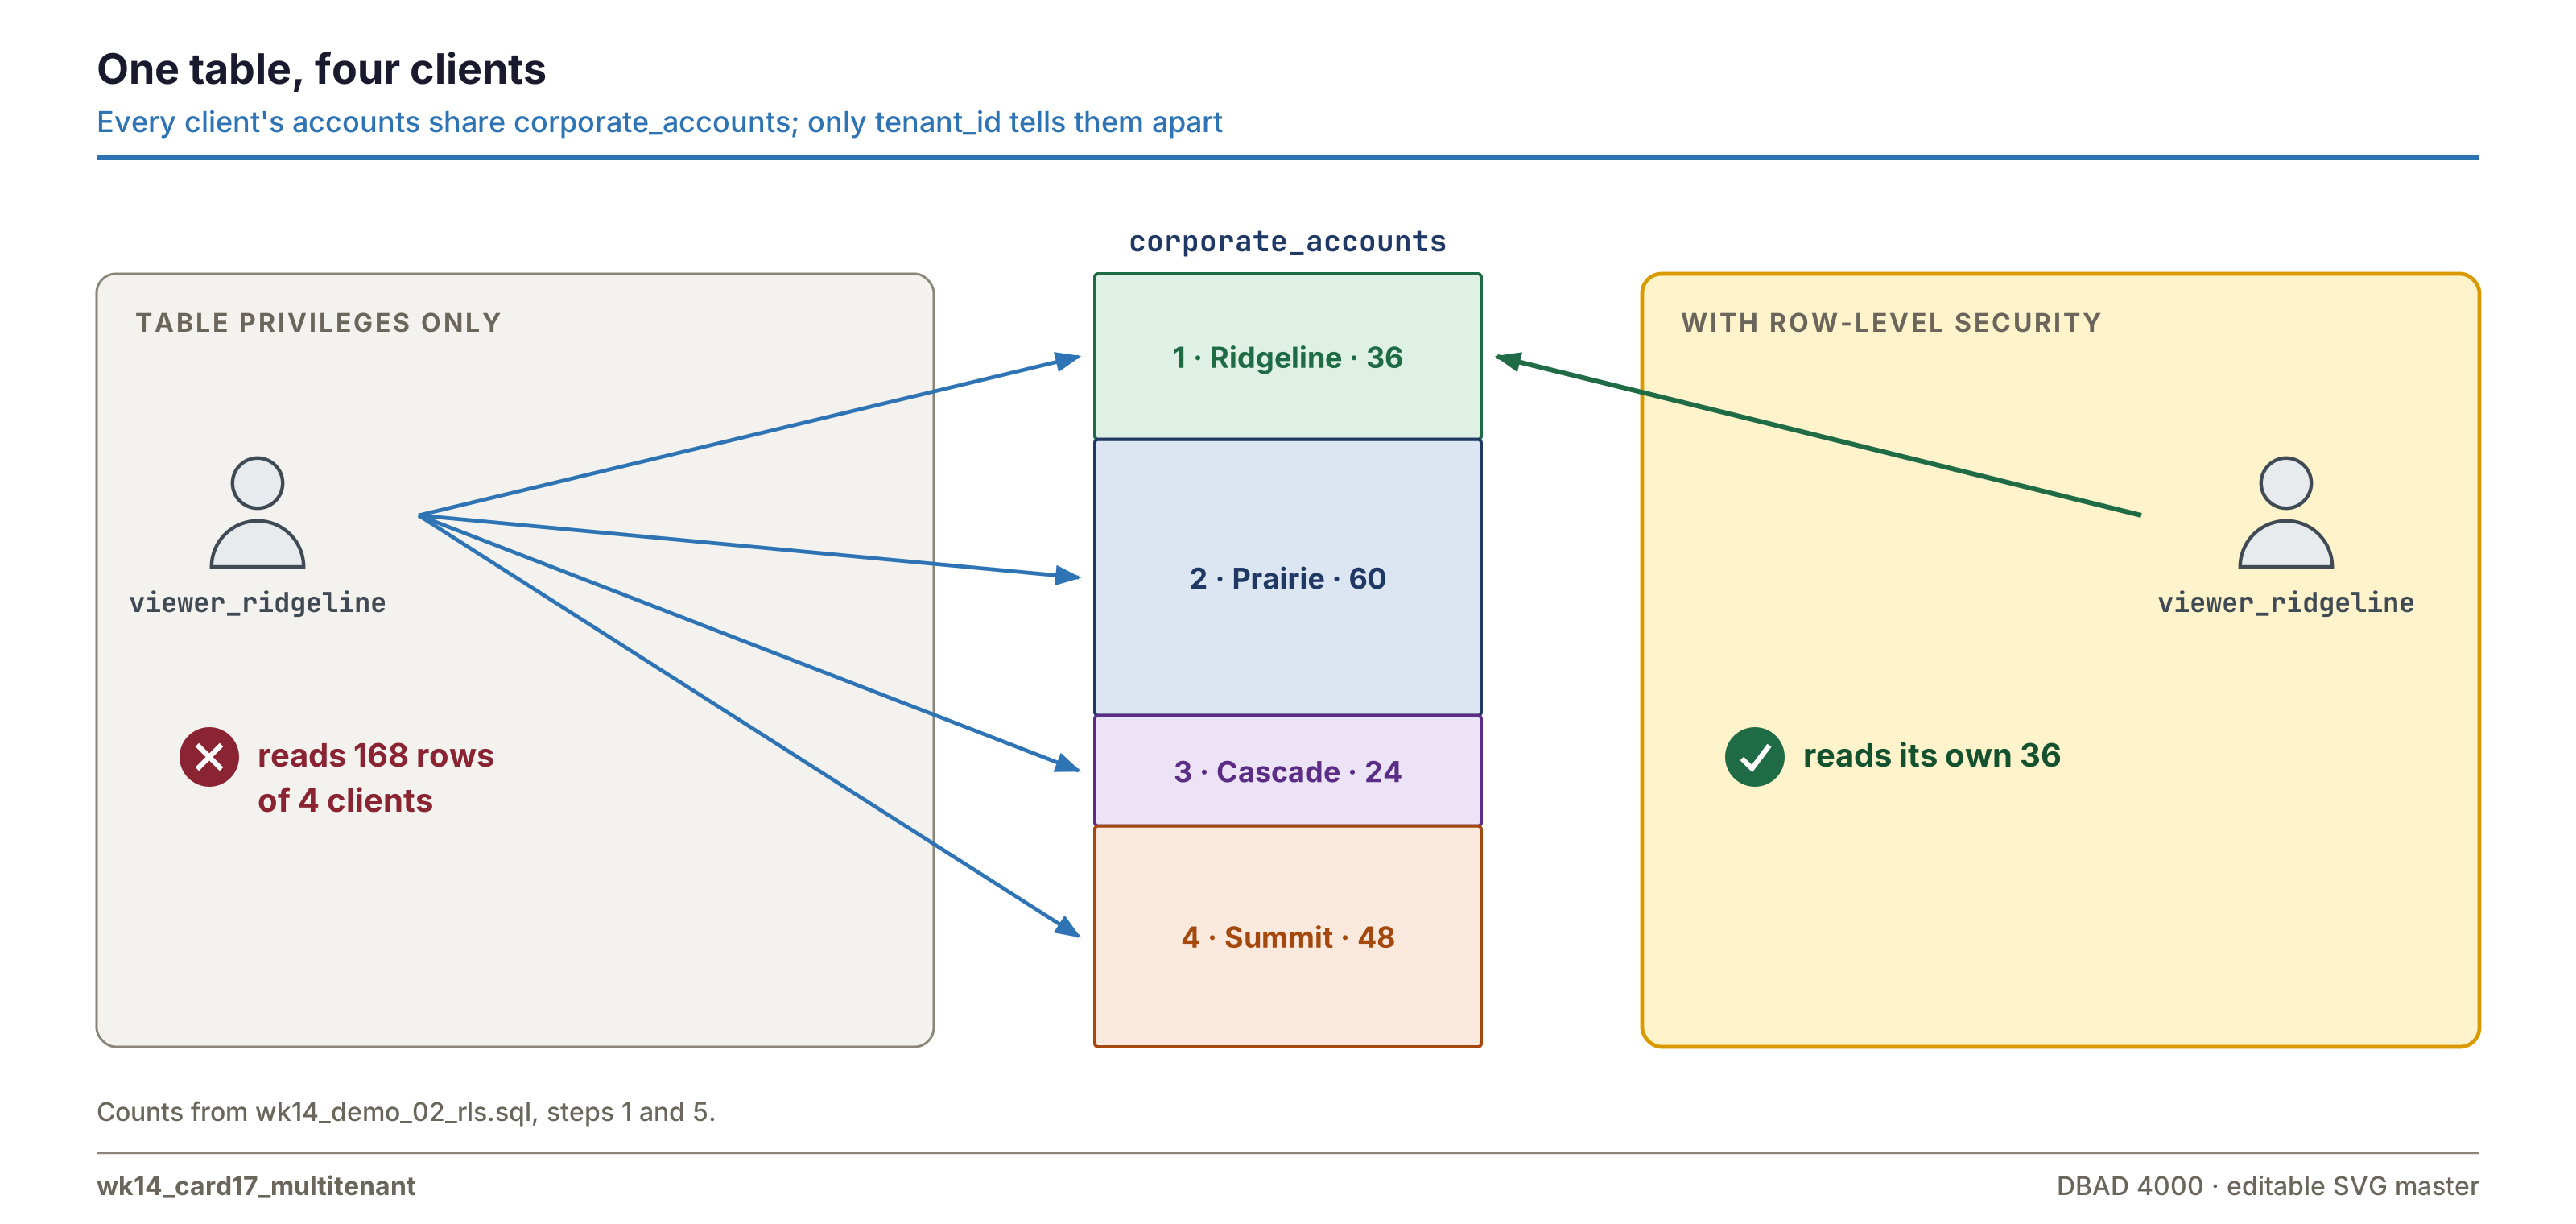 One table, four clients
Every client's accounts share corporate_accounts; only tenant_id tells them apart
corporate_accounts
TABLE PRIVILEGES ONLY
viewer_ridgeline
reads 168 rows
of 4 clients
1 · Ridgeline · 36
2 · Prairie · 60
3 · Cascade · 24
4 · Summit · 48
WITH ROW-LEVEL SECURITY
viewer_ridgeline
reads its own 36
Counts from wk14_demo_02_rls.sql, steps 1 and 5.
wk14_card17_multitenant
DBAD 4000 · editable SVG master